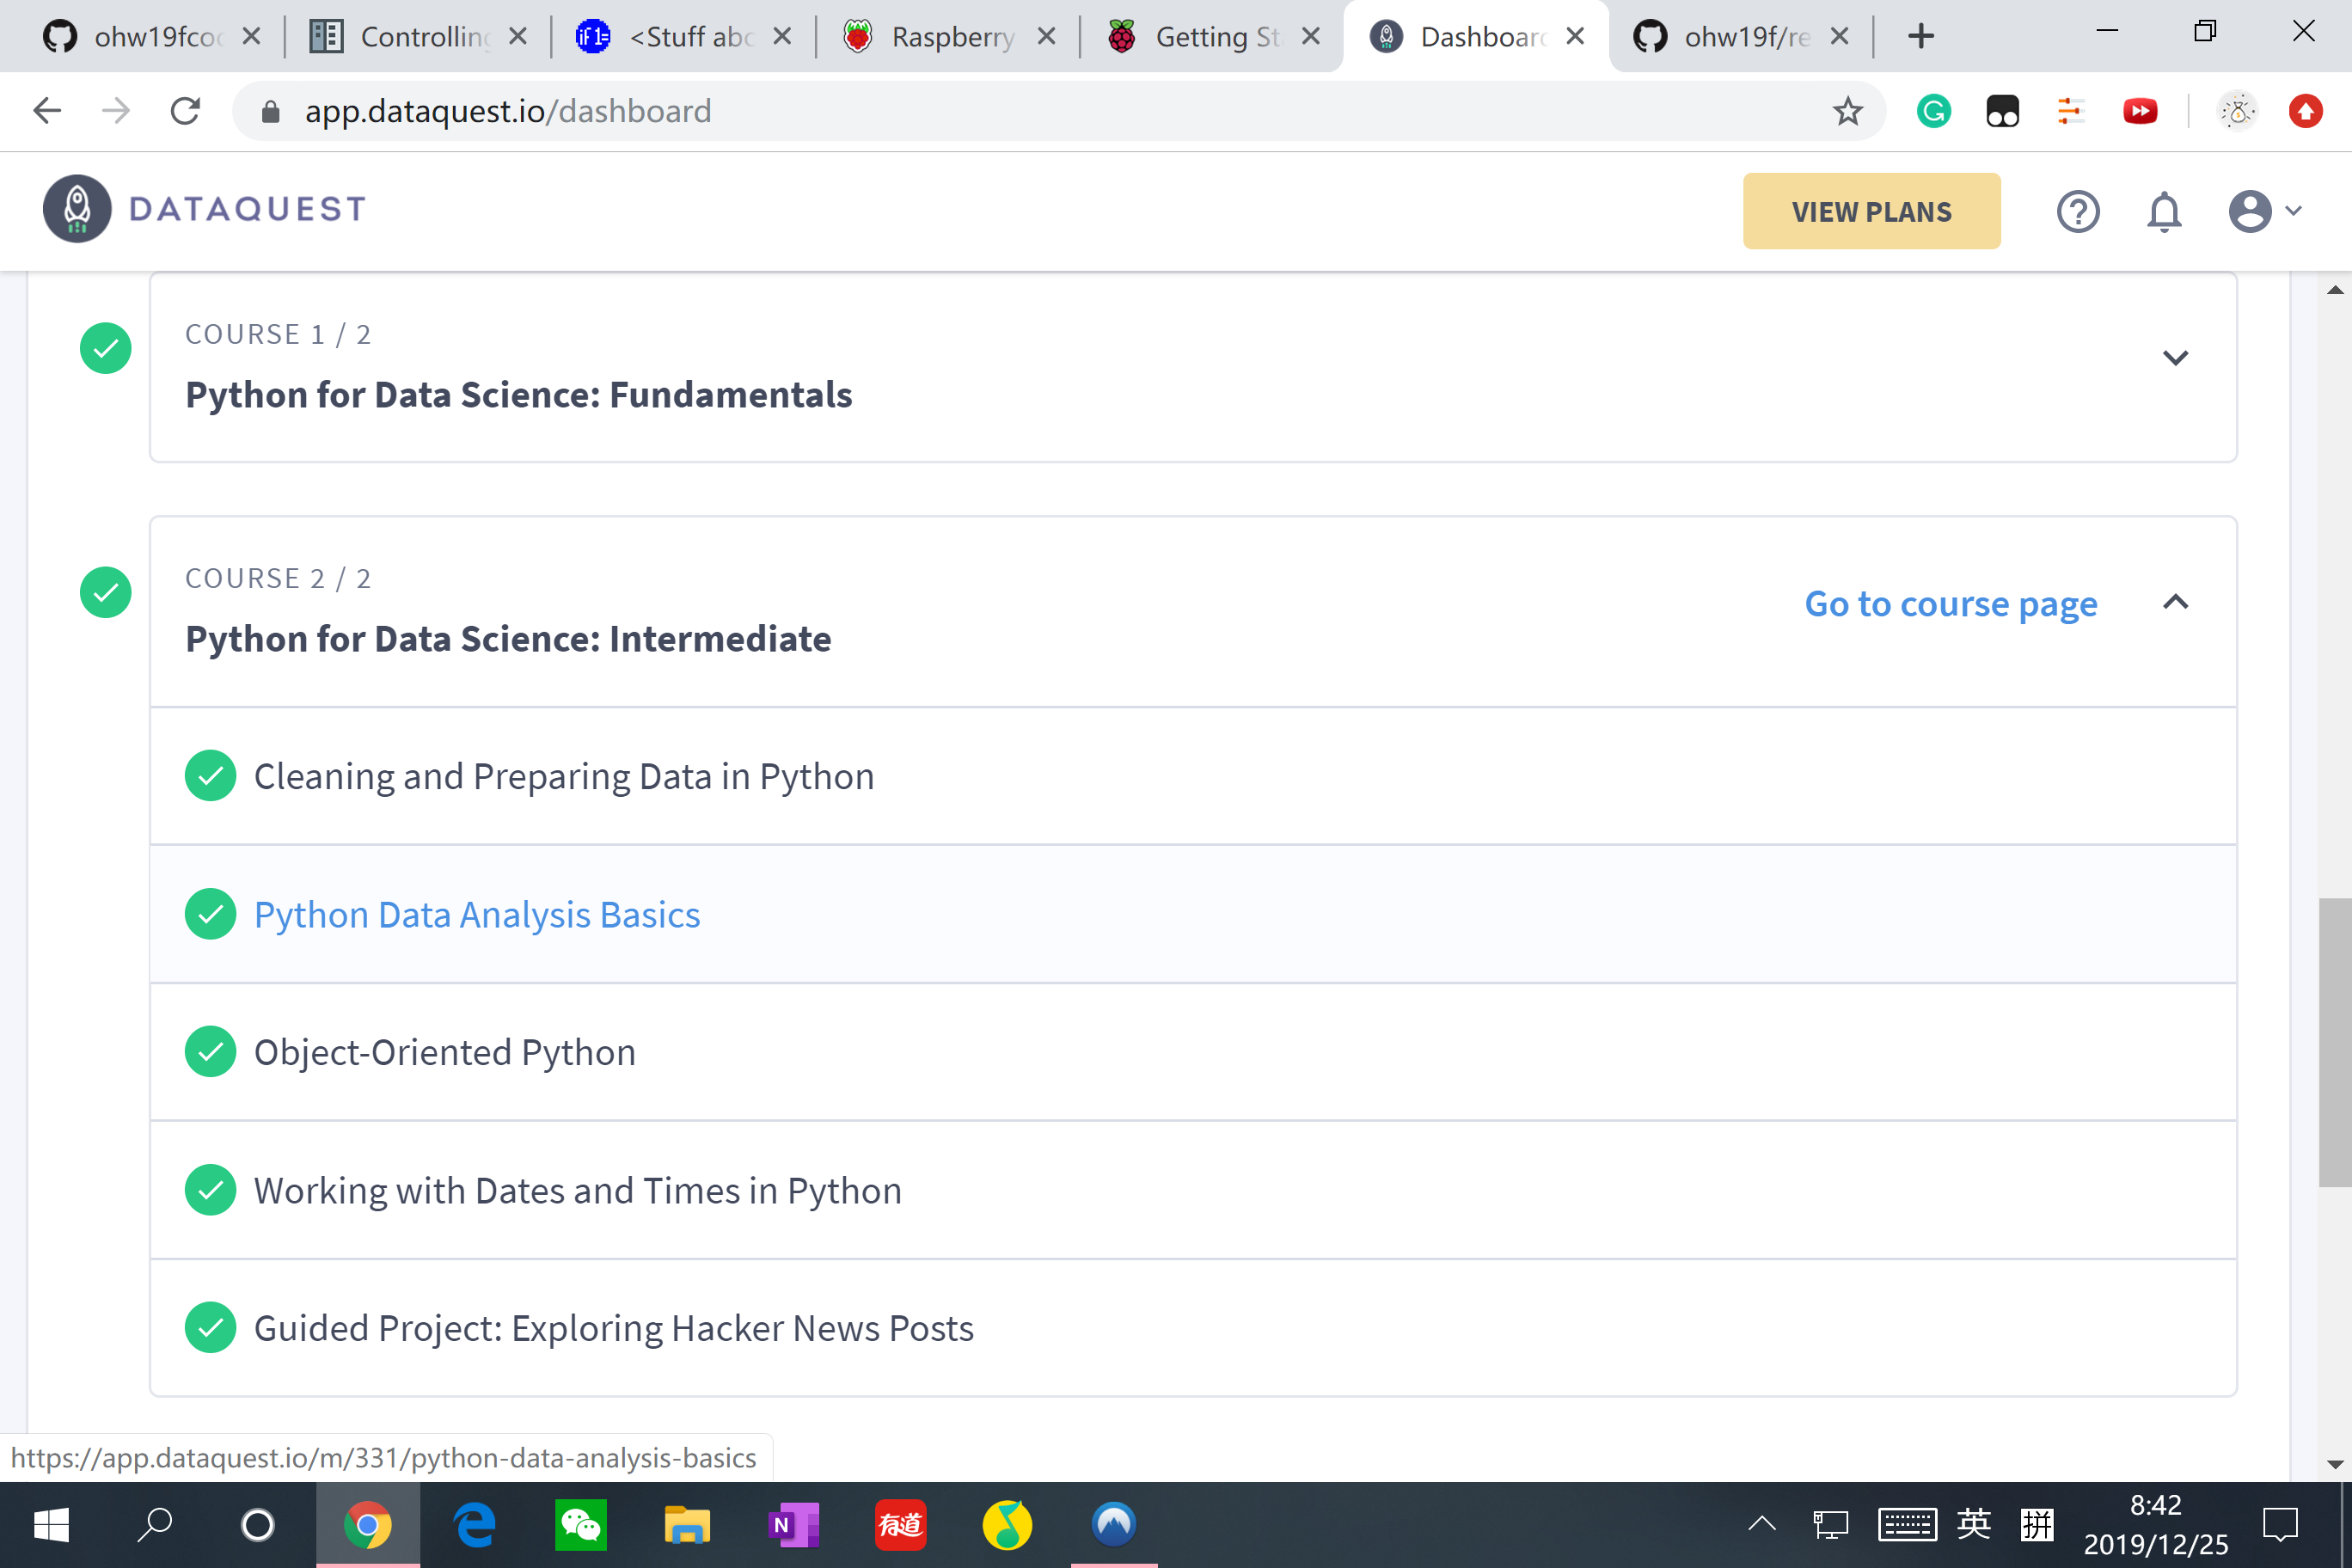 ohw19fcoc
Controlling
<Stuff abo
Raspberry
Getting St
Dashboard
ohw19f/re
app.dataquest.io/dashboard
DATAQUEST
VIEW PLANS
COURSE 1 / 2
Python for Data Science: Fundamentals
COURSE 2 / 2
Python for Data Science: Intermediate
Go to course page
Cleaning and Preparing Data in Python
Python Data Analysis Basics
Object-Oriented Python
Working with Dates and Times in Python
Guided Project: Exploring Hacker News Posts
https://app.dataquest.io/m/331/python-data-analysis-basics
N
有道
英
拼
8:42
2019/12/25